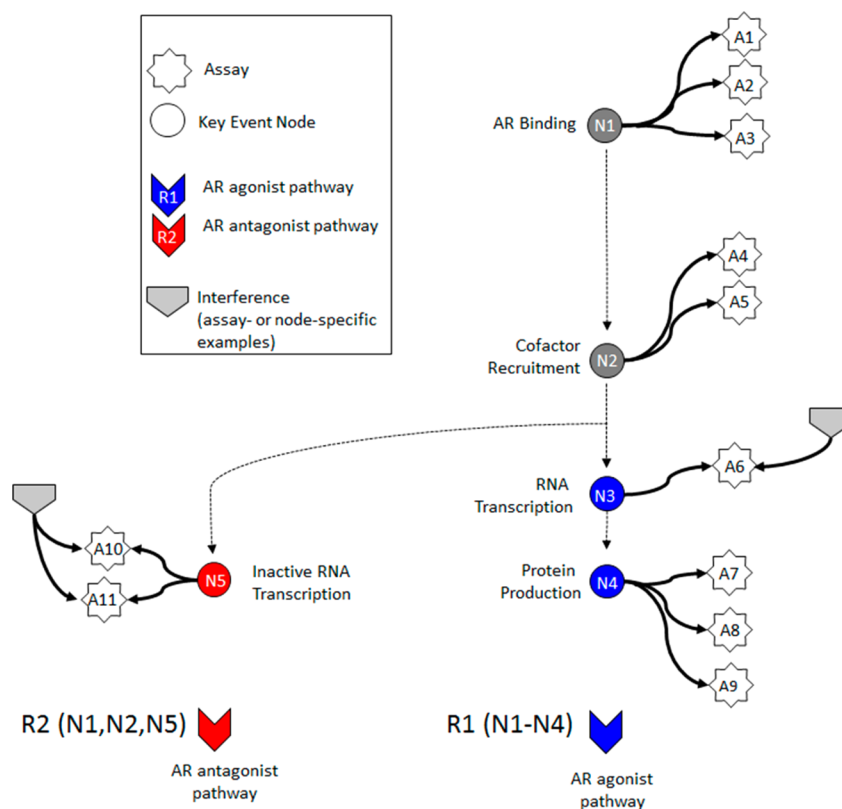 Assay
Key Event Node
R1
AR agonist pathway
R2
AR antagonist pathway
Interference
(assay- or node-specific
examples)
A1
A2
A3
AR Binding
N1
A4
A5
Cofactor
Recruitment
N2
A6
RNA
Transcription
N3
A10
A11
N5
Inactive RNA
Transcription
Protein
Production
N4
A7
A8
A9
R2 (N1,N2,N5)
AR antagonist
pathway
R1 (N1-N4)
AR agonist
pathway